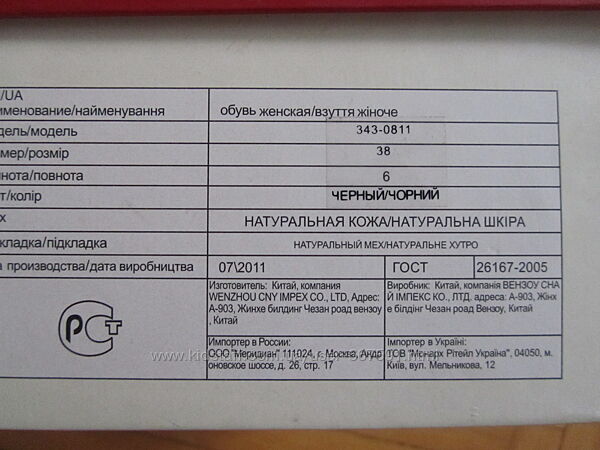 /UA
именование/найменування
обувь женская/взуття жіноче
дель/модель
343-0811
мер/розмір
38
нота/повнота
6
т/колір
ЧЕРНЫЙ/ЧОРНИЙ
х
НАТУРАЛЬНАЯ КОЖА/НАТУРАЛЬНА ШКІРА
кладка/підкладка
НАТУРАЛЬНЫЙ МЕХ/НАТУРАЛЬНЕ ХУТРО
а производства/дата виробництва
07\2011
ГОСТ
26167-2005
Изготовитель: Китай, компания
WENZHOU CNY IMPEX CO., LTD, Адрес:
А-903, Жинхе билдинг Чезан роад вензоу
, Китай
Виробник: Китай, компанія ВЕНЗОУ СНА
Й ІМПЕКС КО., ЛТД. адреса: А-903, Жінх
е білдінг Чезан роад Вензоу, Китай
РСТ
Импортер в России:
ООО "Меридиан" 111024, г. Москва, Андр
оновское шоссе, д. 26, стр. 17
Імпортер в Україні:
ТОВ "Монарх Рітейл Україна", 04050, м.
Київ, вул. Мельникова, 12